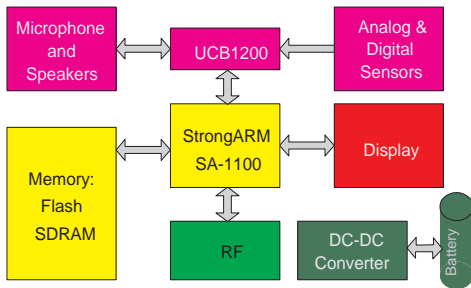 Microphone
and
Speakers
UCB1200
Analog &
Digital
Sensors
StrongARM
SA-1100
Display
Memory:
Flash
SDRAM
RF
DC-DC
Converter
Battery